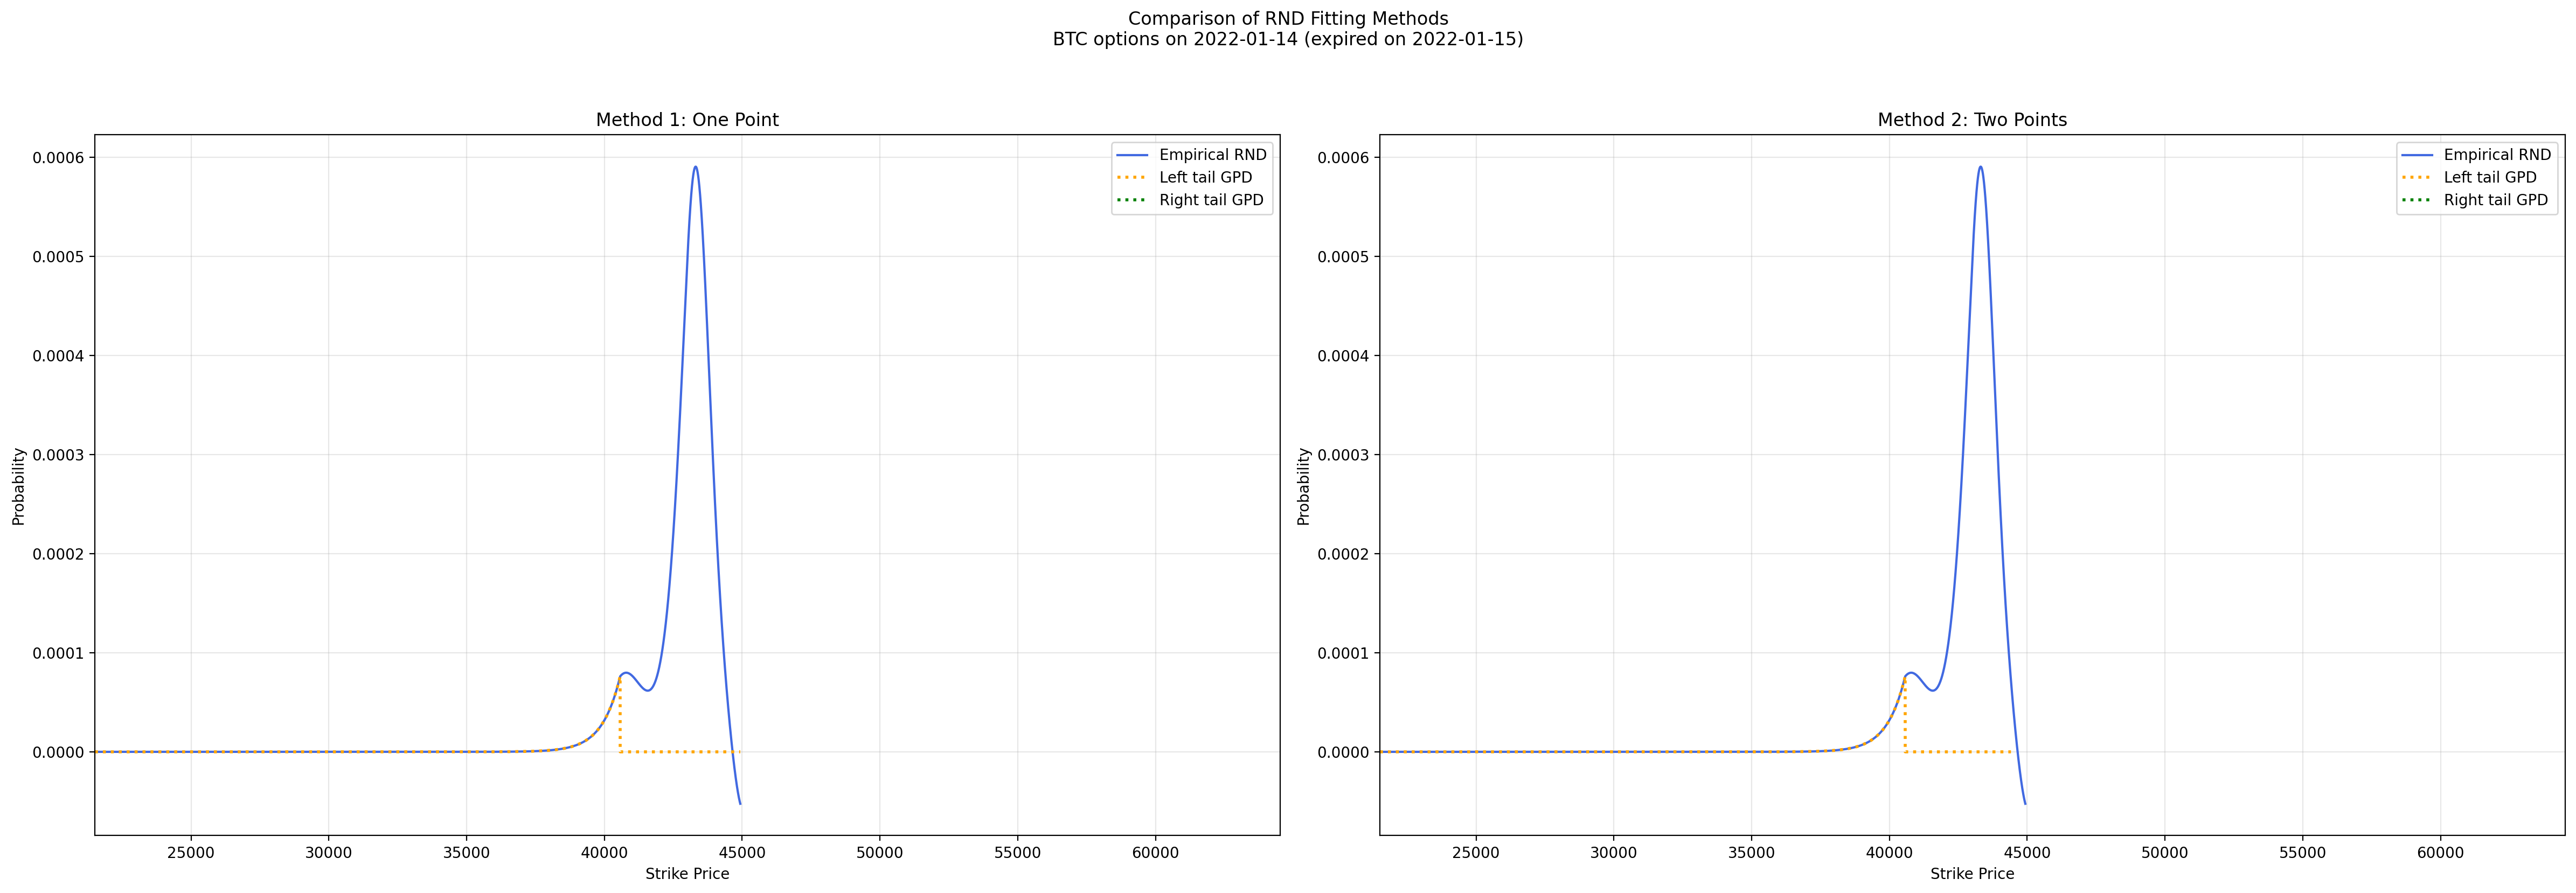 Comparison of RND Fitting Methods
BTC options on 2022-01-14 (expired on 2022-01-15)
Method 1: One Point
Probability
0.0006
0.0005
0.0004
0.0003
0.0002
0.0001
0.0000
Empirical RND
Left tail GPD
Right tail GPD
25000 30000 35000 40000 45000 50000 55000 60000
Strike Price
Method 2: Two Points
Probability
0.0006
0.0005
0.0004
0.0003
0.0002
0.0001
0.0000
Empirical RND
Left tail GPD
Right tail GPD
25000 30000 35000 40000 45000 50000 55000 60000
Strike Price